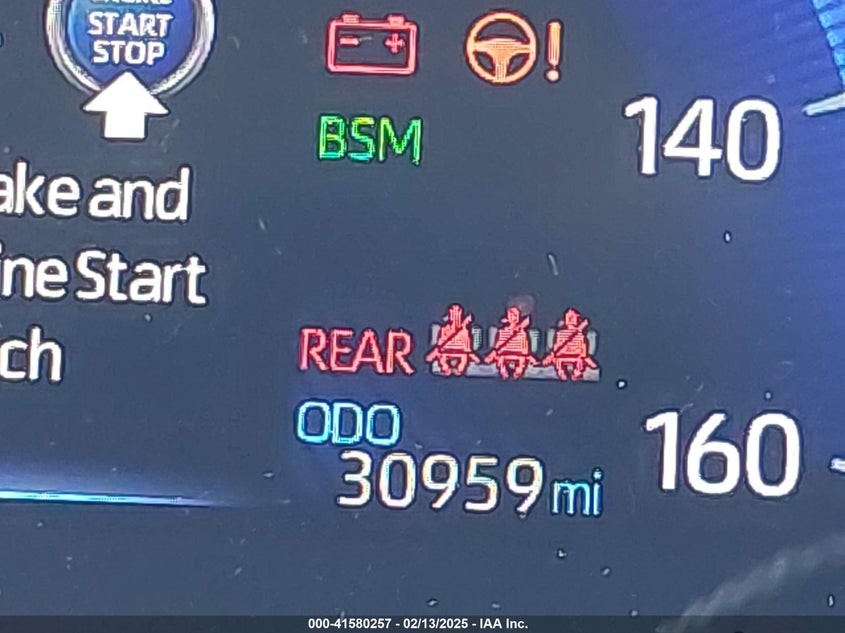 START
STOP
BSM
140
ake and
ine Start
ch
REAR
ODO
30959 mi
160
000-41580257 - 02/13/2025 - IAA Inc.